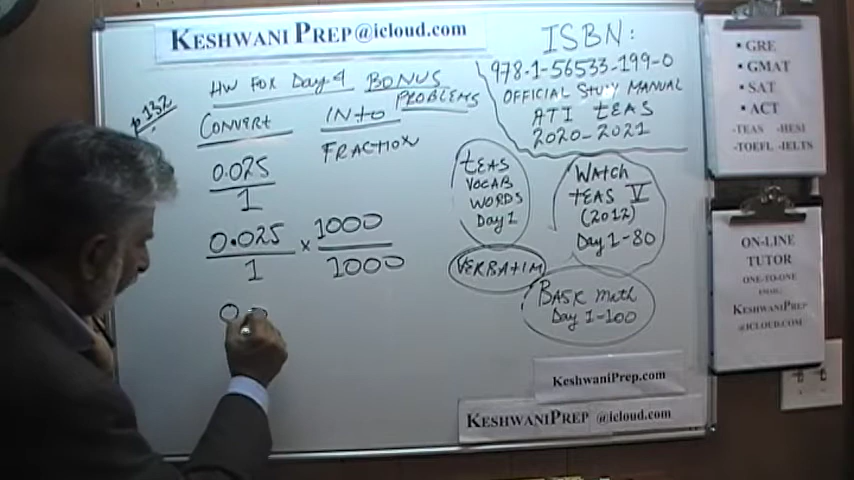 KESHWANIPREP@icloud.com
HW FOR Day 4 BONUS
PROBLEMS
p 132
CONVERT INto
FRACTION
0.025
1
0.025 × 1000
1 1000
0.0
ISBN:
978-1-56533-199-0
OFFICIAL STUDY MANUAL
ATI tEAS
2020-2021
tEAS
VOCAB
WORDS
Day 1
VERBATIM
WAtCH
tEAS V
(2012)
Day 1-80
BASIC Math
Day 1-100
KeshwaniPrep.com
KESHWANIPREP @icloud.com
• GRE
• GMAT
• SAT
• ACT
-TEAS -HESI
-TOEFL -IELTS
ON-LINE
TUTOR
ONE-TO-ONE
EMAIL:
KESHWANIPREP
@ICLOUD.COM